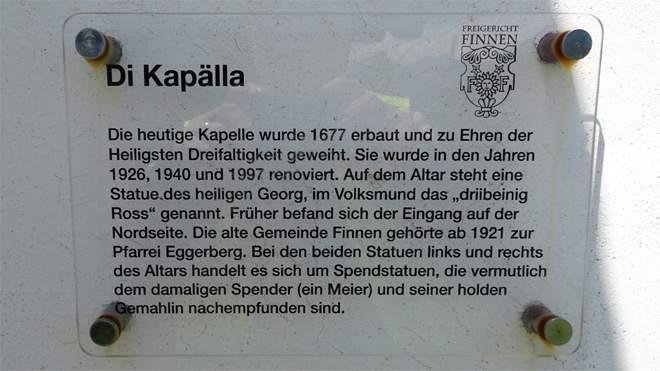 FREIGERICHT
FINNEN
F F
Di Kapälla
Die heutige Kapelle wurde 1677 erbaut und zu Ehren der
Heiligsten Dreifaltigkeit geweiht. Sie wurde in den Jahren
1926, 1940 und 1997 renoviert. Auf dem Altar steht eine
Statue des heiligen Georg, im Volksmund das „driibeinig
Ross“ genannt. Früher befand sich der Eingang auf der
Nordseite. Die alte Gemeinde Finnen gehörte ab 1921 zur
Pfarrei Eggerberg. Bei den beiden Statuen links und rechts
des Altars handelt es sich um Spendstatuen, die vermutlich
dem damaligen Spender (ein Meier) und seiner holden
Gemahlin nachempfunden sind.